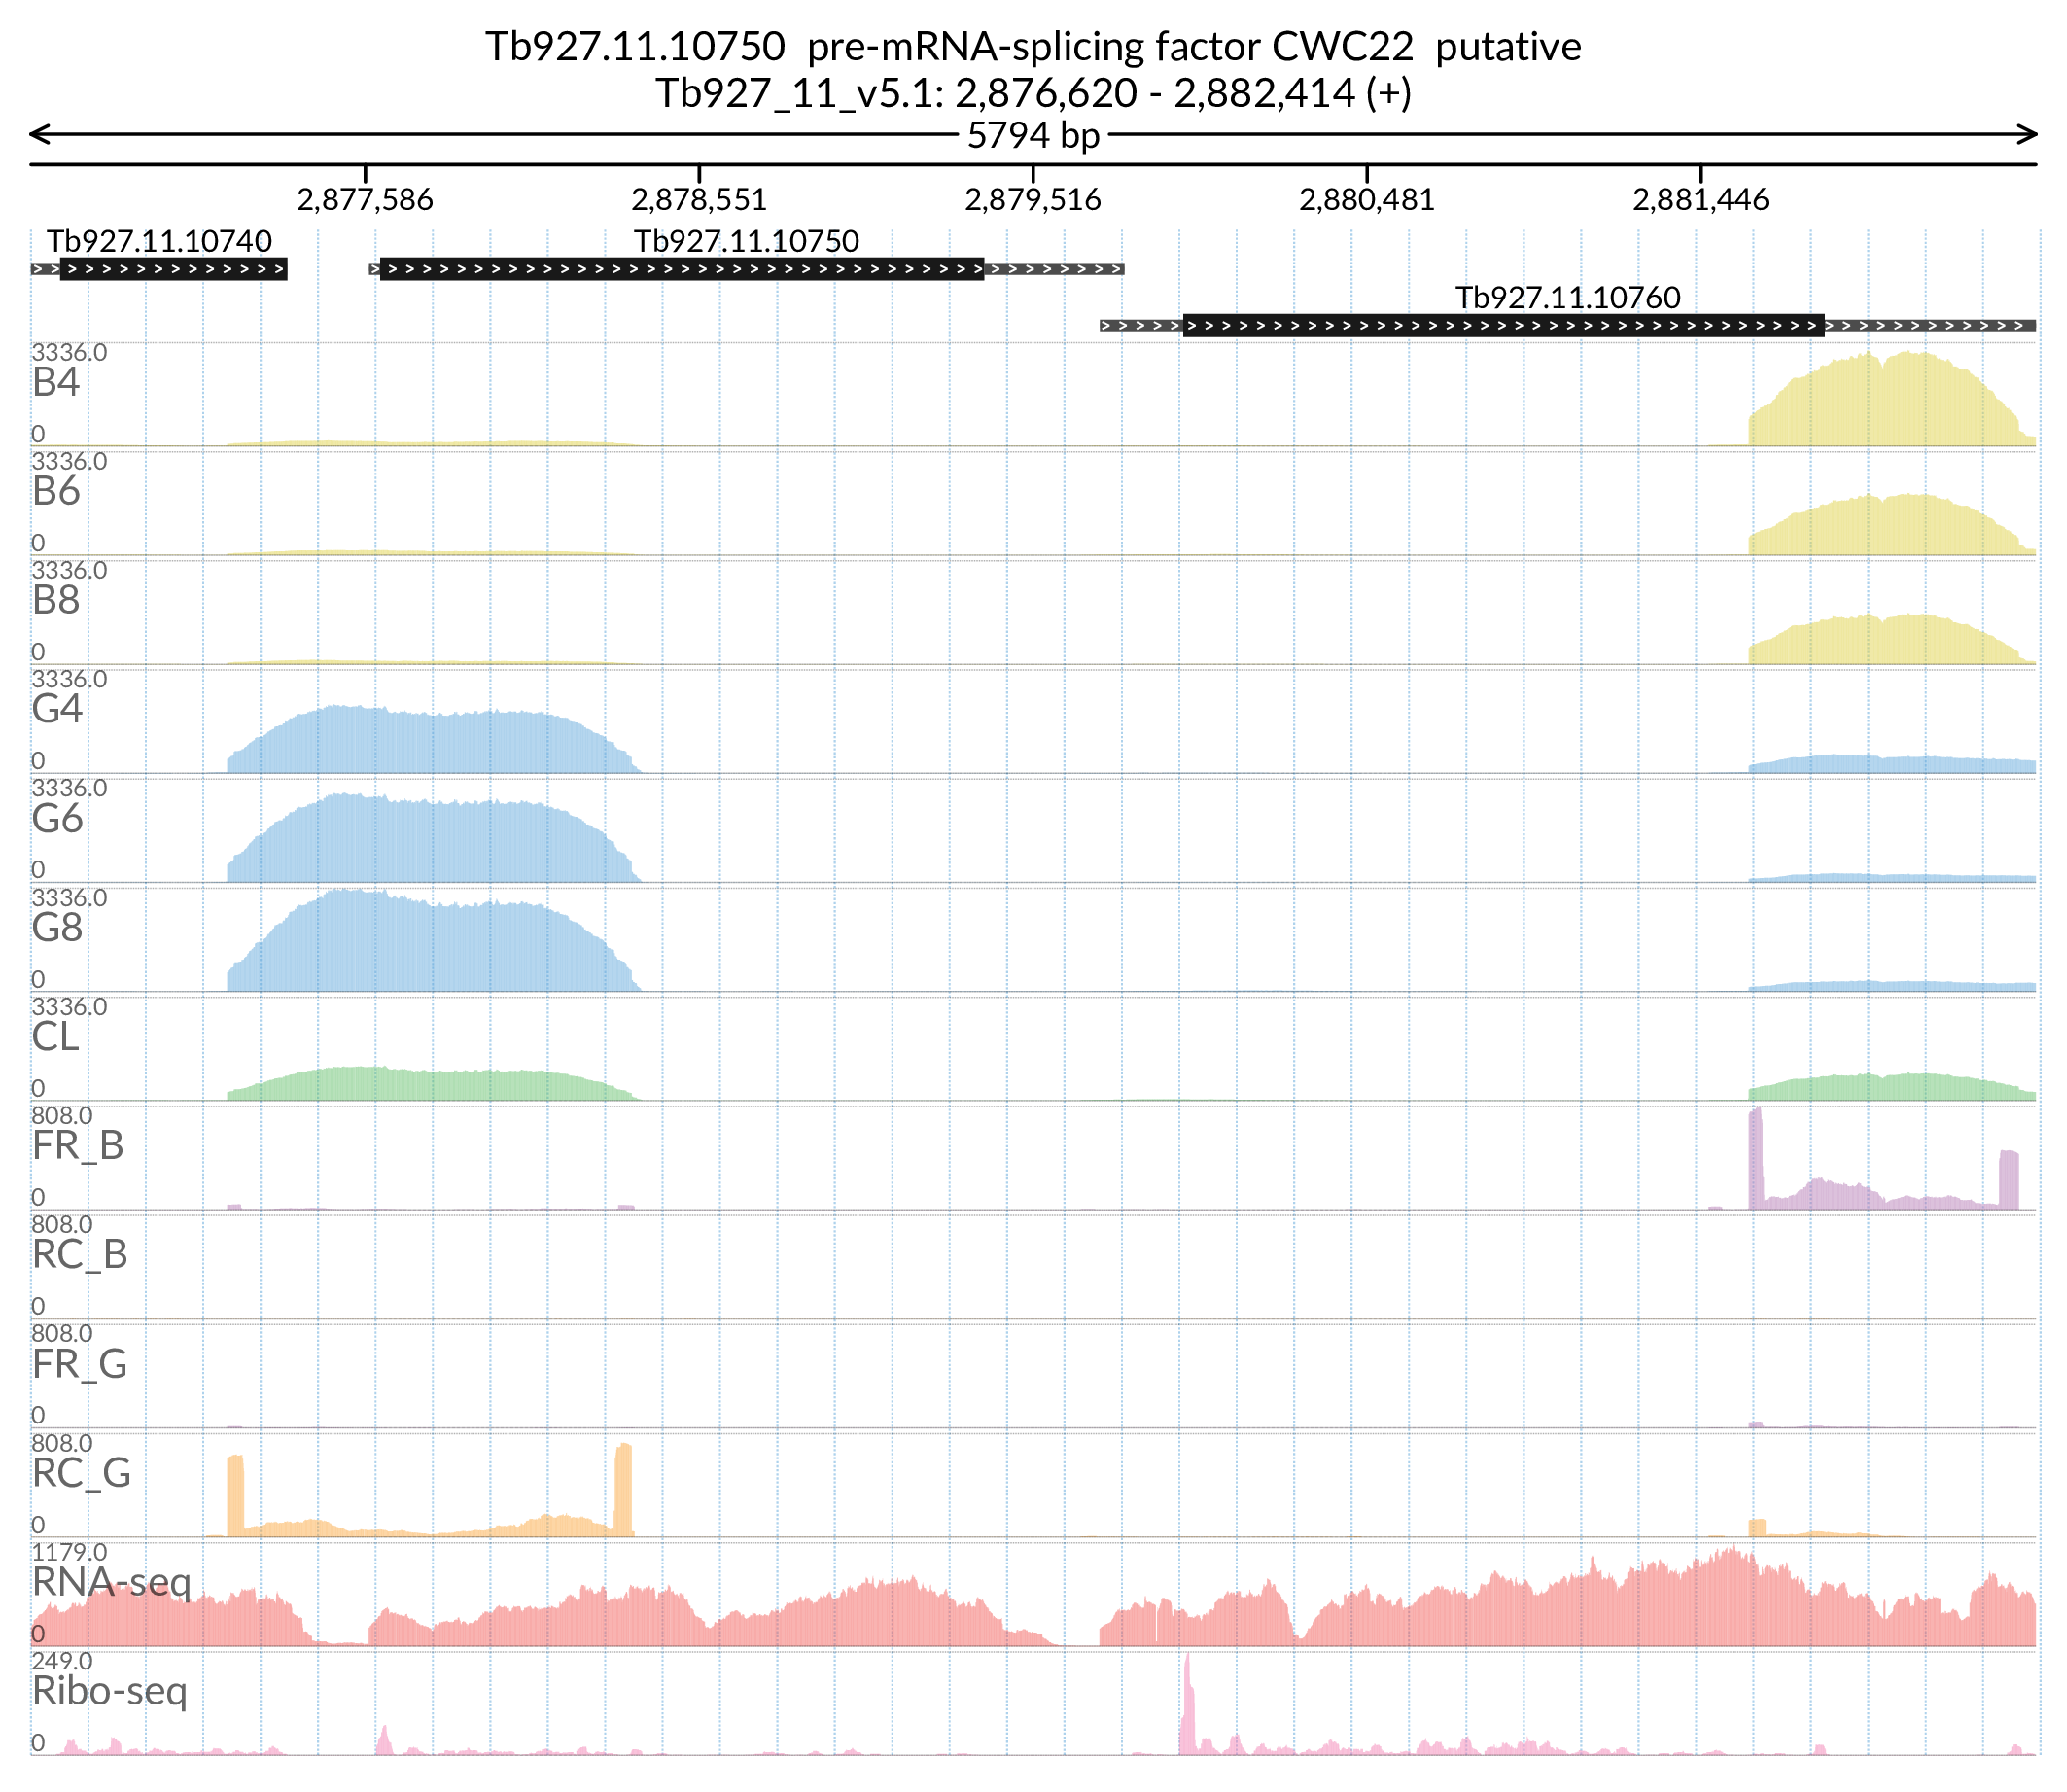 Tb927.11.10750  pre-mRNA-splicing factor CWC22  putative
Tb927_11_v5.1: 2,876,620 - 2,882,414 (+)
5794 bp
2,877,586 2,878,551 2,879,516 2,880,481 2,881,446
Tb927.11.10740 Tb927.11.10750
Tb927.11.10760
3336.0
B4
0
3336.0
B6
0
3336.0
B8
0
3336.0
G4
0
3336.0
G6
0
3336.0
G8
0
3336.0
CL
0
808.0
FR_B
0
808.0
RC_B
0
808.0
FR_G
0
808.0
RC_G
0
1179.0
RNA-seq
0
249.0
Ribo-seq
0